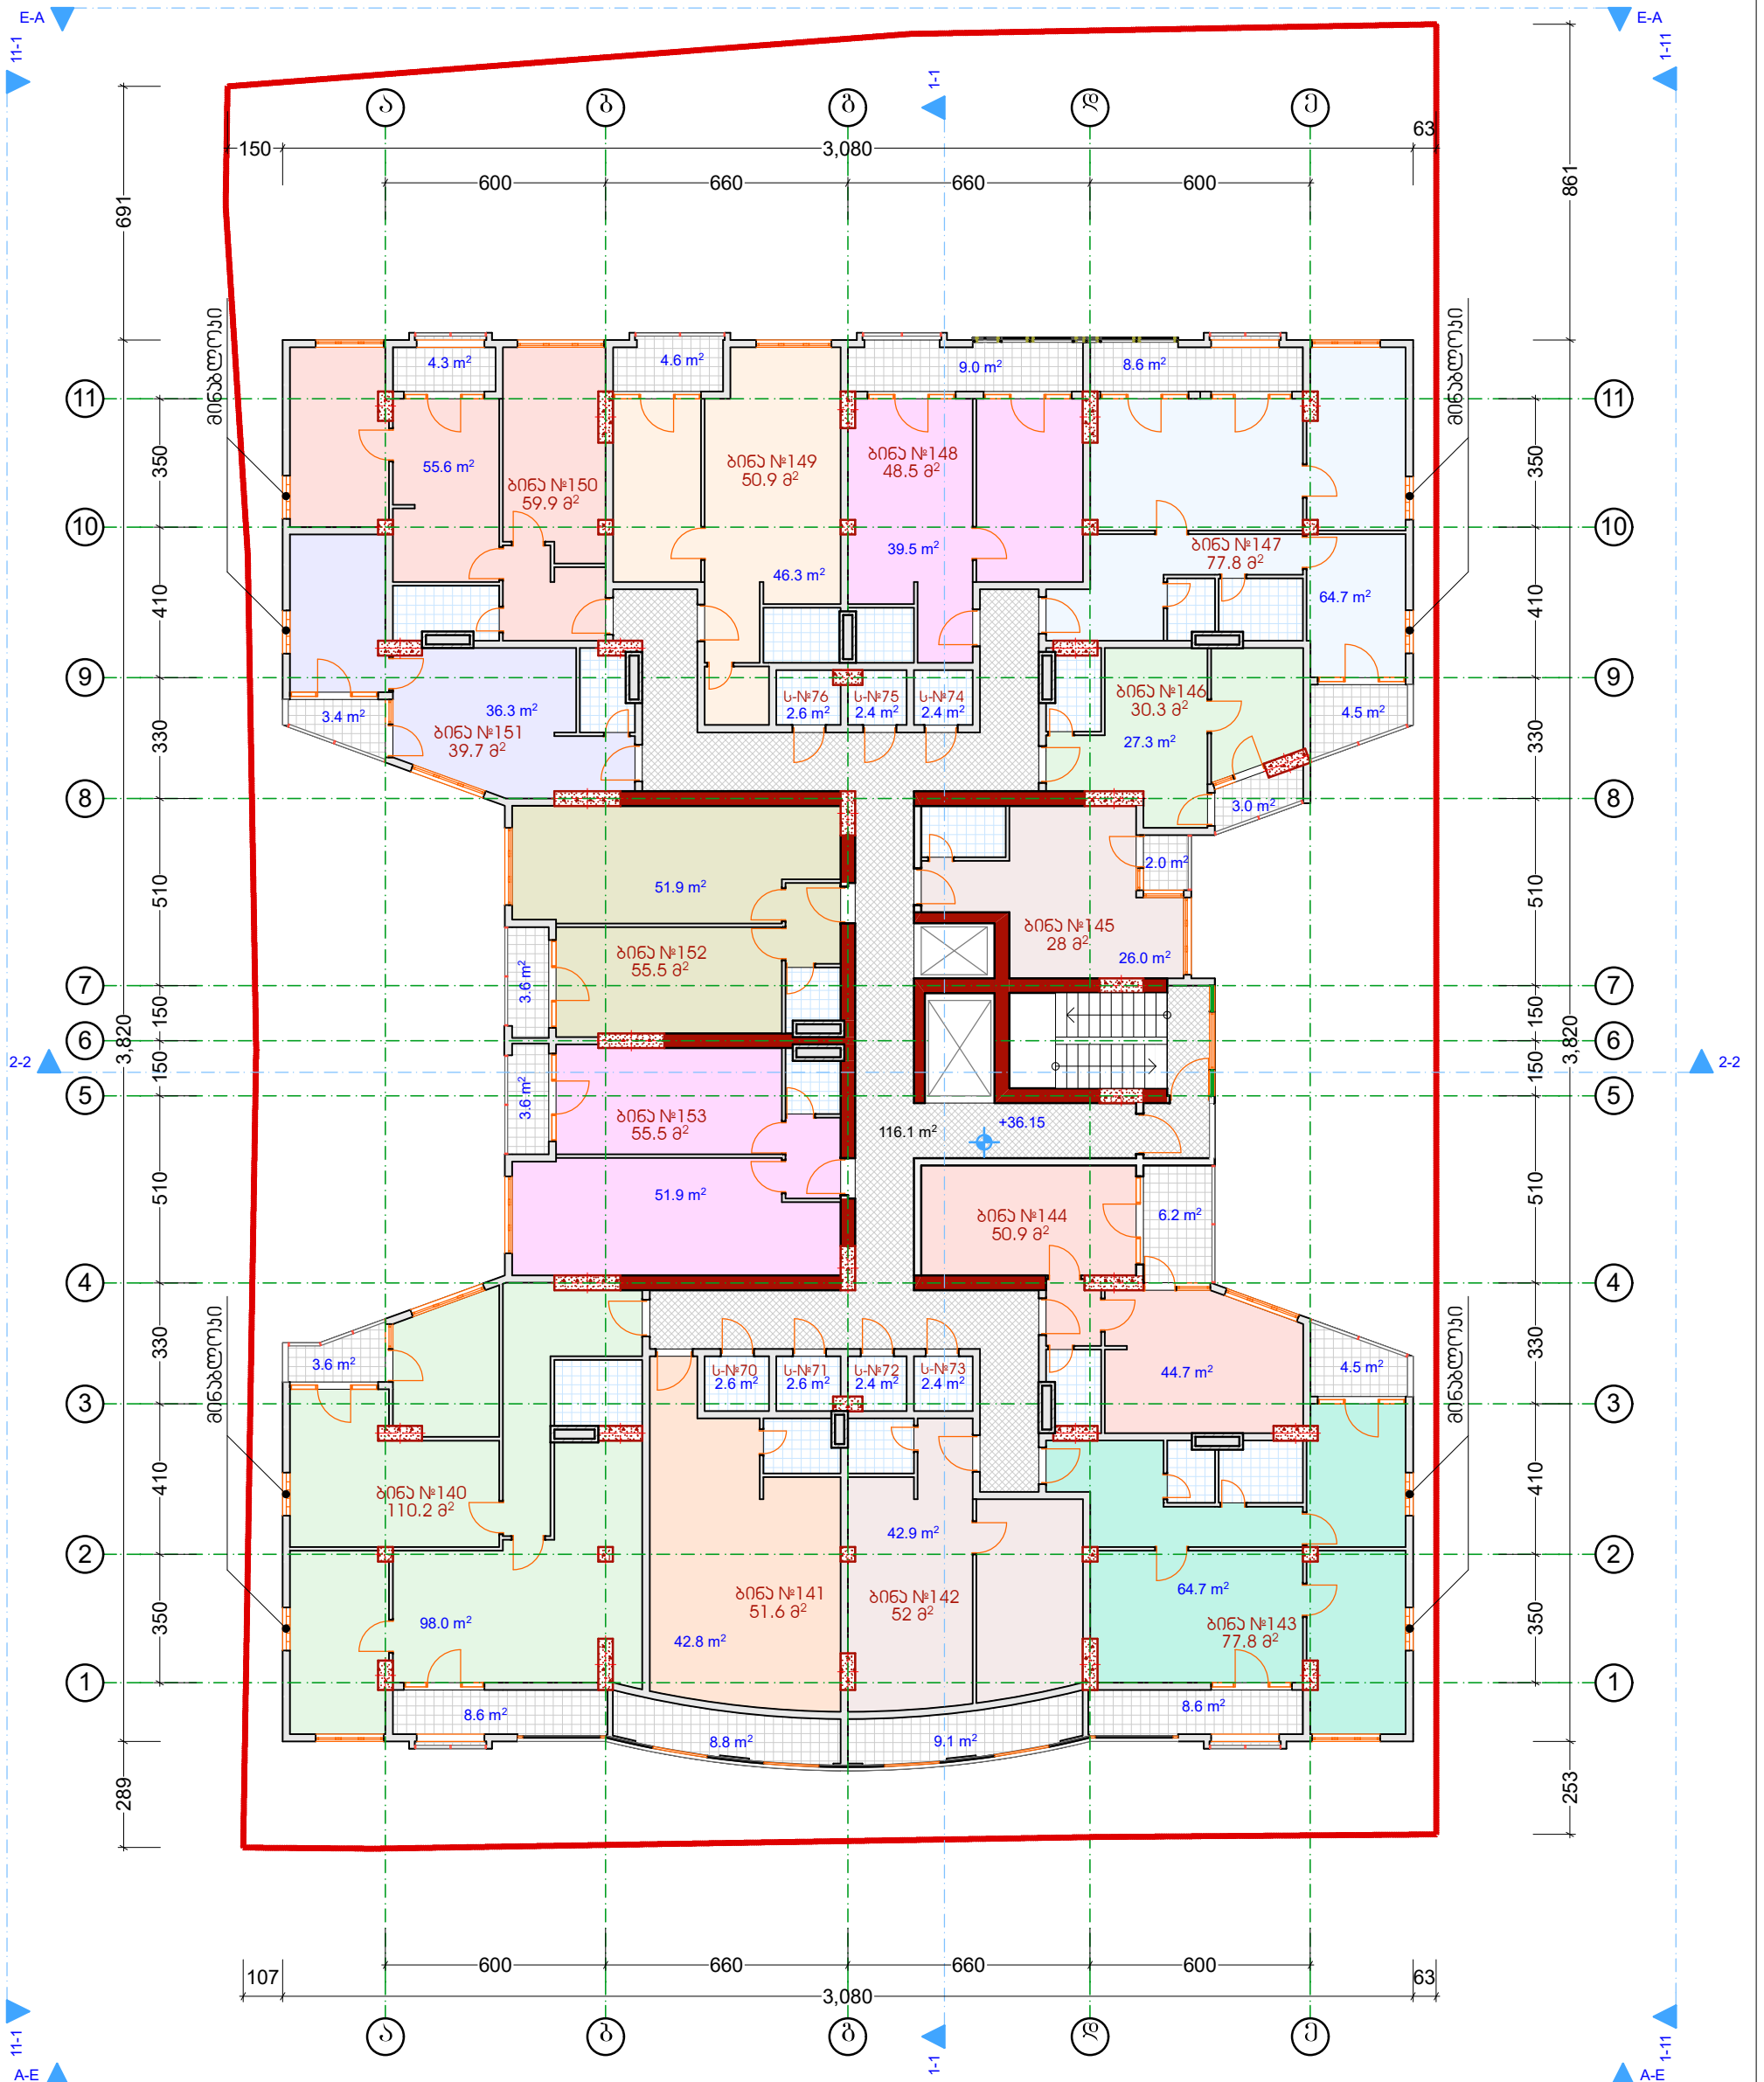 E-A
E-A
11-1
1-11
1-1
ა
ბ
გ
დ
ე
150
3,080
63
600
660
660
600
691
861
მინაბლოკი
მინაბლოკი
4.3 m²
4.6 m²
9.0 m²
8.6 m²
11
11
55.6 m²
ბინა №150
59.9 მ²
ბინა №149
50.9 მ²
ბინა №148
48.5 მ²
350
350
10
10
46.3 m²
39.5 m²
ბინა №147
77.8 მ²
64.7 m²
410
410
9
9
3.4 m²
36.3 m²
ბინა №151
39.7 მ²
ს-№76
2.6 m²
ს-№75
2.4 m²
ს-№74
2.4 m²
ბინა №146
30.3 მ²
27.3 m²
4.5 m²
3.0 m²
330
330
8
8
51.9 m²
2.0 m²
510
510
ბინა №152
55.5 მ²
3.6 m²
ბინა №145
28 მ²
26.0 m²
7
7
150
150
6
6
3,820
3,820
2-2
2-2
150
150
5
5
3.6 m²
ბინა №153
55.5 მ²
51.9 m²
116.1 m²
+36.15
ბინა №144
50.9 მ²
6.2 m²
510
510
4
4
მინაბლოკი
მინაბლოკი
330
330
3.6 m²
ს-№70
2.6 m²
ს-№71
2.6 m²
ს-№72
2.4 m²
ს-№73
2.4 m²
44.7 m²
4.5 m²
3
3
410
410
ბინა №140
110.2 მ²
42.9 m²
2
2
98.0 m²
ბინა №141
51.6 მ²
42.8 m²
ბინა №142
52 მ²
64.7 m²
ბინა №143
77.8 მ²
350
350
1
1
8.6 m²
8.8 m²
9.1 m²
8.6 m²
289
253
600
660
660
600
107
3,080
63
ა
ბ
გ
დ
ე
11-1
1-1
1-11
A-E
A-E